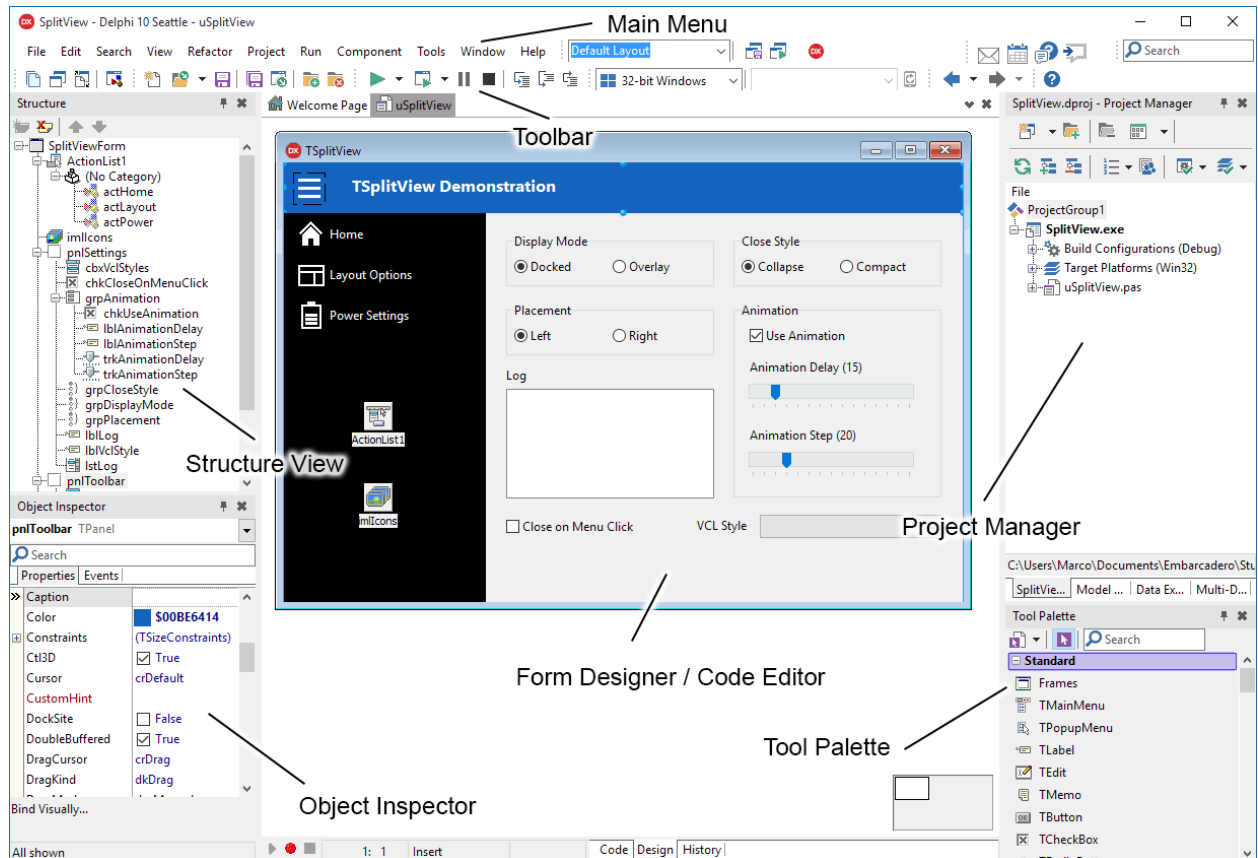 SplitView - Delphi 10 Seattle - uSplitView
Main Menu
File Edit Search View Refactor Project Run Component Tools Window Help
Default Layout
Search
32-bit Windows
Structure
Welcome Page
uSplitView
Toolbar
SplitViewForm
ActionList1
(No Category)
actHome
actLayout
actPower
imlIcons
pnlSettings
cbxVclStyles
chkCloseOnMenuClick
grpAnimation
chkUseAnimation
lblAnimationDelay
lblAnimationStep
trkAnimationDelay
trkAnimationStep
grpCloseStyle
grpDisplayMode
grpPlacement
lblLog
lblVclStyle
lstLog
pnlToolbar
Structure View
TSplitView
TSplitView Demonstration
Home
Layout Options
Power Settings
ActionList1
imlIcons
Display Mode
Docked Overlay
Close Style
Collapse Compact
Placement
Left Right
Animation
Use Animation
Log
Animation Delay (15)
Animation Step (20)
Close on Menu Click
VCL Style
Form Designer / Code Editor
SplitView.dproj - Project Manager
File
ProjectGroup1
SplitView.exe
Build Configurations (Debug)
Target Platforms (Win32)
uSplitView.pas
Project Manager
C:\Users\Marco\Documents\Embarcadero\Stu
SplitVie... Model ... Data Ex... Multi-D...
Object Inspector
pnlToolbar TPanel
Search
Properties Events
Caption
Color $00BE6414
Constraints (TSizeConstraints)
Ctl3D True
Cursor crDefault
CustomHint
DockSite False
DoubleBuffered True
DragCursor crDrag
DragKind dkDrag
Bind Visually...
All shown
Object Inspector
Tool Palette
Search
Standard
Frames
TMainMenu
TPopupMenu
TLabel
TEdit
TMemo
TButton
TCheckBox
Tool Palette
1: 1 Insert
Code Design History